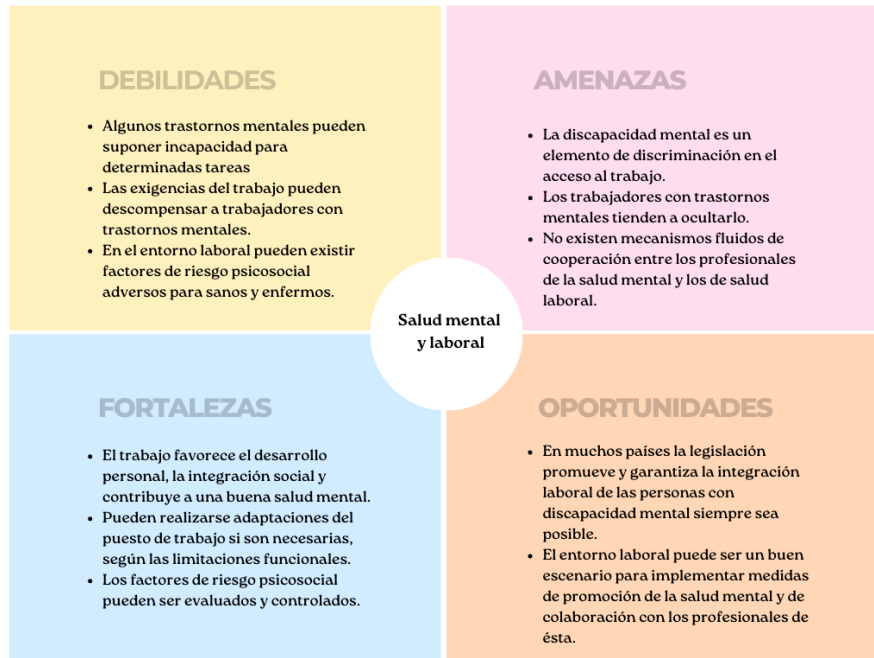 DEBILIDADES
• Algunos trastornos mentales pueden
suponer incapacidad para
determinadas tareas
• Las exigencias del trabajo pueden
descompensar a trabajadores con
trastornos mentales.
• En el entorno laboral pueden existir
factores de riesgo psicosocial
adversos para sanos y enfermos.
AMENAZAS
• La discapacidad mental es un
elemento de discriminación en el
acceso al trabajo.
• Los trabajadores con trastornos
mentales tienden a ocultarlo.
• No existen mecanismos fluidos de
cooperación entre los profesionales
de la salud mental y los de salud
laboral.
Salud mental
y laboral
FORTALEZAS
• El trabajo favorece el desarrollo
personal, la integración social y
contribuye a una buena salud mental.
• Pueden realizarse adaptaciones del
puesto de trabajo si son necesarias,
según las limitaciones funcionales.
• Los factores de riesgo psicosocial
pueden ser evaluados y controlados.
OPORTUNIDADES
• En muchos países la legislación
promueve y garantiza la integración
laboral de las personas con
discapacidad mental siempre sea
posible.
• El entorno laboral puede ser un buen
escenario para implementar medidas
de promoción de la salud mental y de
colaboración con los profesionales de
ésta.